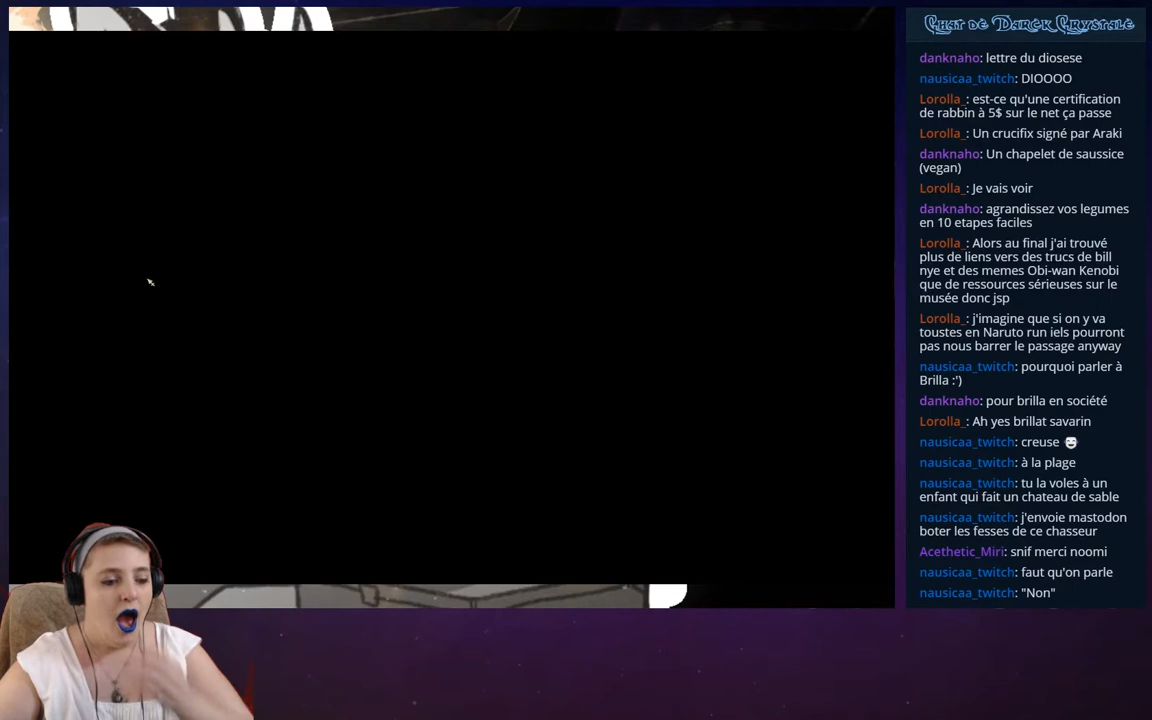 Chat de Darck Crystale
danknaho: lettre du diosese
nausicaa_twitch: DIOOOO
Lorolla_: est-ce qu'une certification
de rabbin à 5$ sur le net ça passe
Lorolla_: Un crucifix signé par Araki
danknaho: Un chapelet de saussice
(vegan)
Lorolla_: Je vais voir
danknaho: agrandissez vos legumes
en 10 etapes faciles
Lorolla_: Alors au final j'ai trouvé
plus de liens vers des trucs de bill
nye et des memes Obi-wan Kenobi
que de ressources sérieuses sur le
musée donc jsp
Lorolla_: j'imagine que si on y va
toustes en Naruto run iels pourront
pas nous barrer le passage anyway
nausicaa_twitch: pourquoi parler à
Brilla :')
danknaho: pour brilla en société
Lorolla_: Ah yes brillat savarin
nausicaa_twitch: creuse
nausicaa_twitch: à la plage
nausicaa_twitch: tu la voles à un
enfant qui fait un chateau de sable
nausicaa_twitch: j'envoie mastodon
boter les fesses de ce chasseur
Acethetic_Miri: snif merci noomi
nausicaa_twitch: faut qu'on parle
nausicaa_twitch: "Non"